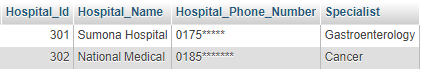 Hospital_Id Hospital_Name Hospital_Phone_Number Specialist
301 Sumona Hospital 0175***** Gastroenterology
302 National Medical 0185******* Cancer